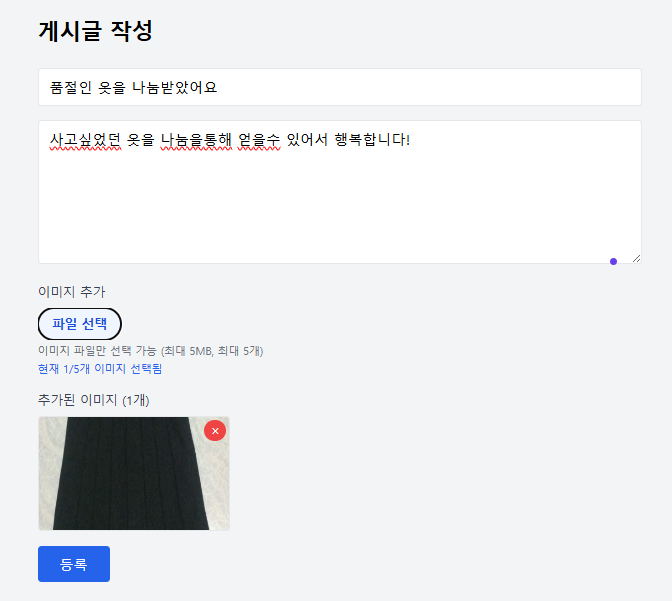 게시글 작성
품절인 옷을 나눔받았어요
사고싶었던 옷을 나눔을통해 얻을수 있어서 행복합니다!
이미지 추가
파일 선택
이미지 파일만 선택 가능 (최대 5MB, 최대 5개)
현재 1/5개 이미지 선택됨
추가된 이미지 (1개)
×
등록